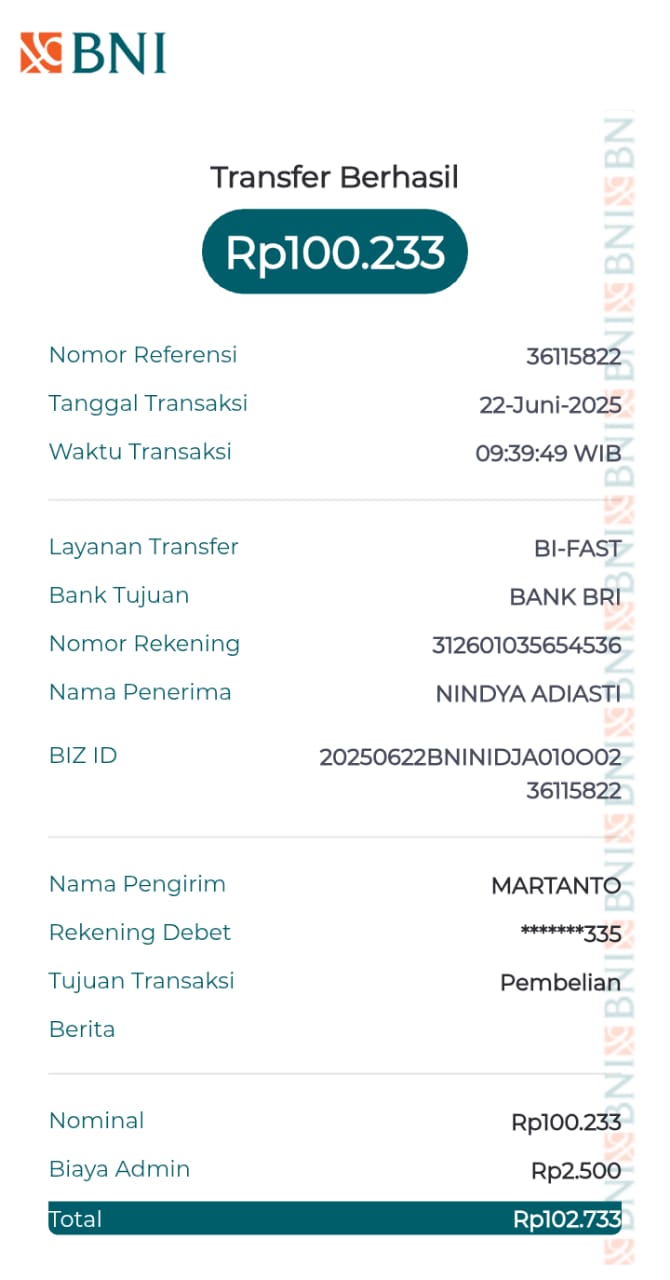 BNI
Transfer Berhasil
Rp100.233
Nomor Referensi 36115822
Tanggal Transaksi 22-Juni-2025
Waktu Transaksi 09:39:49 WIB
Layanan Transfer BI-FAST
Bank Tujuan BANK BRI
Nomor Rekening 312601035654536
Nama Penerima NINDYA ADIASTI
BIZ ID 20250622BNINIDJA010O02
36115822
Nama Pengirim MARTANTO
Rekening Debet *******335
Tujuan Transaksi Pembelian
Berita
Nominal Rp100.233
Biaya Admin Rp2.500
Total Rp102.733
BNI BNI BNI BNI BNI BNI BNI BNI BNI BNI BNI